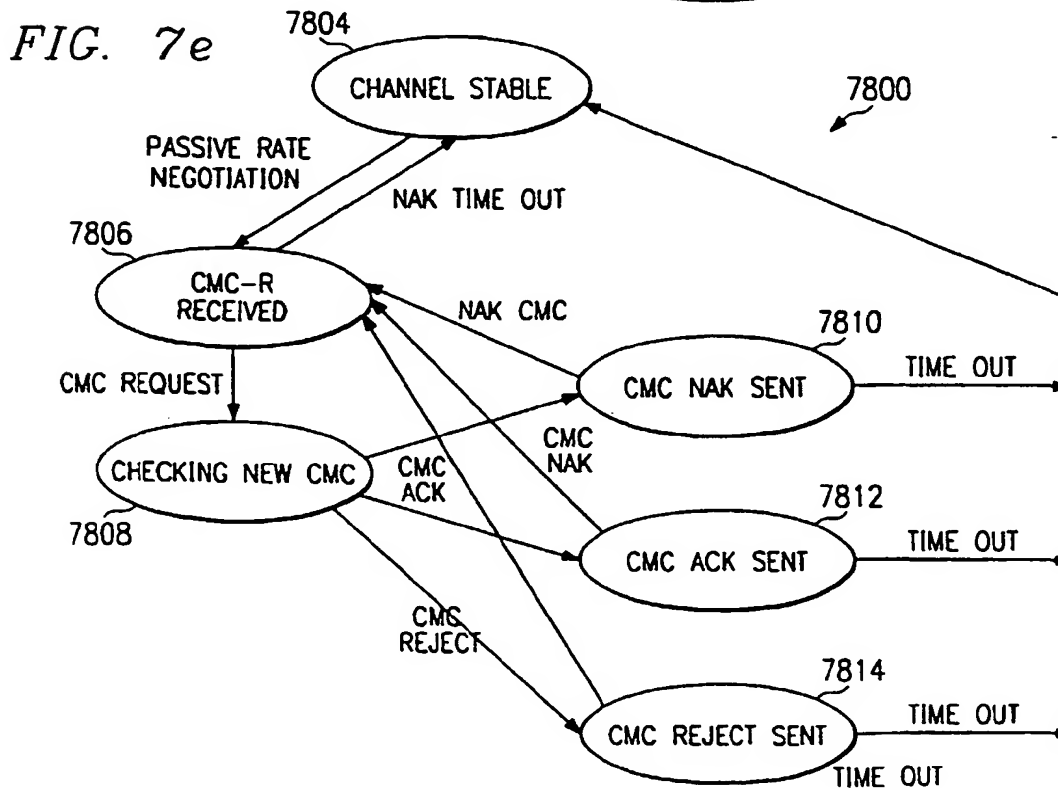 FIG. 7e
7804
CHANNEL STABLE
7800
PASSIVE RATE
NEGOTIATION
NAK TIME OUT
7806
CMC-R
RECEIVED
NAK CMC
7810
CMC REQUEST
CMC NAK SENT
TIME OUT
CMC
NAK
CHECKING NEW CMC
CMC
ACK
7808
7812
CMC ACK SENT
TIME OUT
CMC
REJECT
7814
CMC REJECT SENT
TIME OUT
TIME OUT